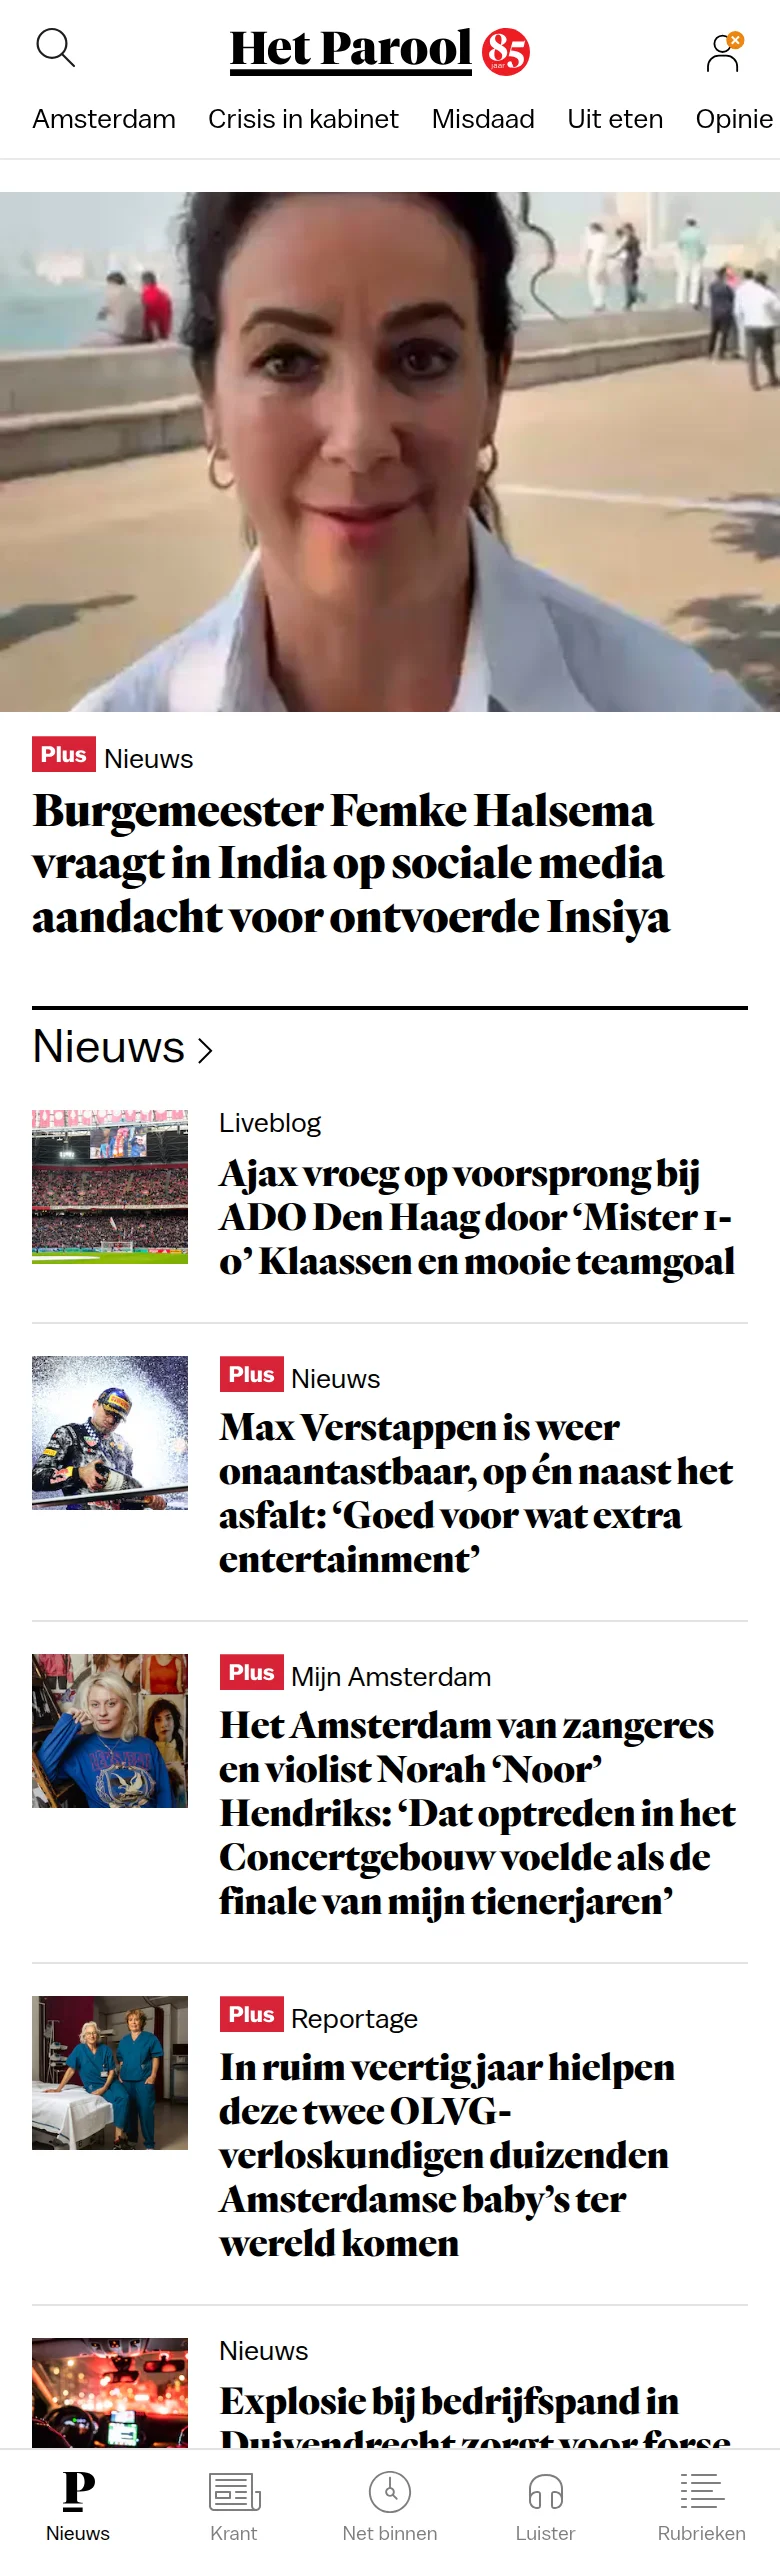 Het Parool 85 jaar
Amsterdam Crisis in kabinet Misdaad Uit eten Opinie
Plus Nieuws
Burgemeester Femke Halsema
vraagt in India op sociale media
aandacht voor ontvoerde Insiya
Nieuws
Liveblog
Ajax vroeg op voorsprong bij
ADO Den Haag door ‘Mister 1-
0’ Klaassen en mooie teamgoal
Plus Nieuws
Max Verstappen is weer
onaantastbaar, op én naast het
asfalt: ‘Goed voor wat extra
entertainment’
Plus Mijn Amsterdam
Het Amsterdam van zangeres
en violist Norah ‘Noor’
Hendriks: ‘Dat optreden in het
Concertgebouw voelde als de
finale van mijn tienerjaren’
Plus Reportage
In ruim veertig jaar hielpen
deze twee OLVG-
verloskundigen duizenden
Amsterdamse baby’s ter
wereld komen
Nieuws
Explosie bij bedrijfspand in
Duivendrecht zorgt voor forse
P
Nieuws Krant Net binnen Luister Rubrieken